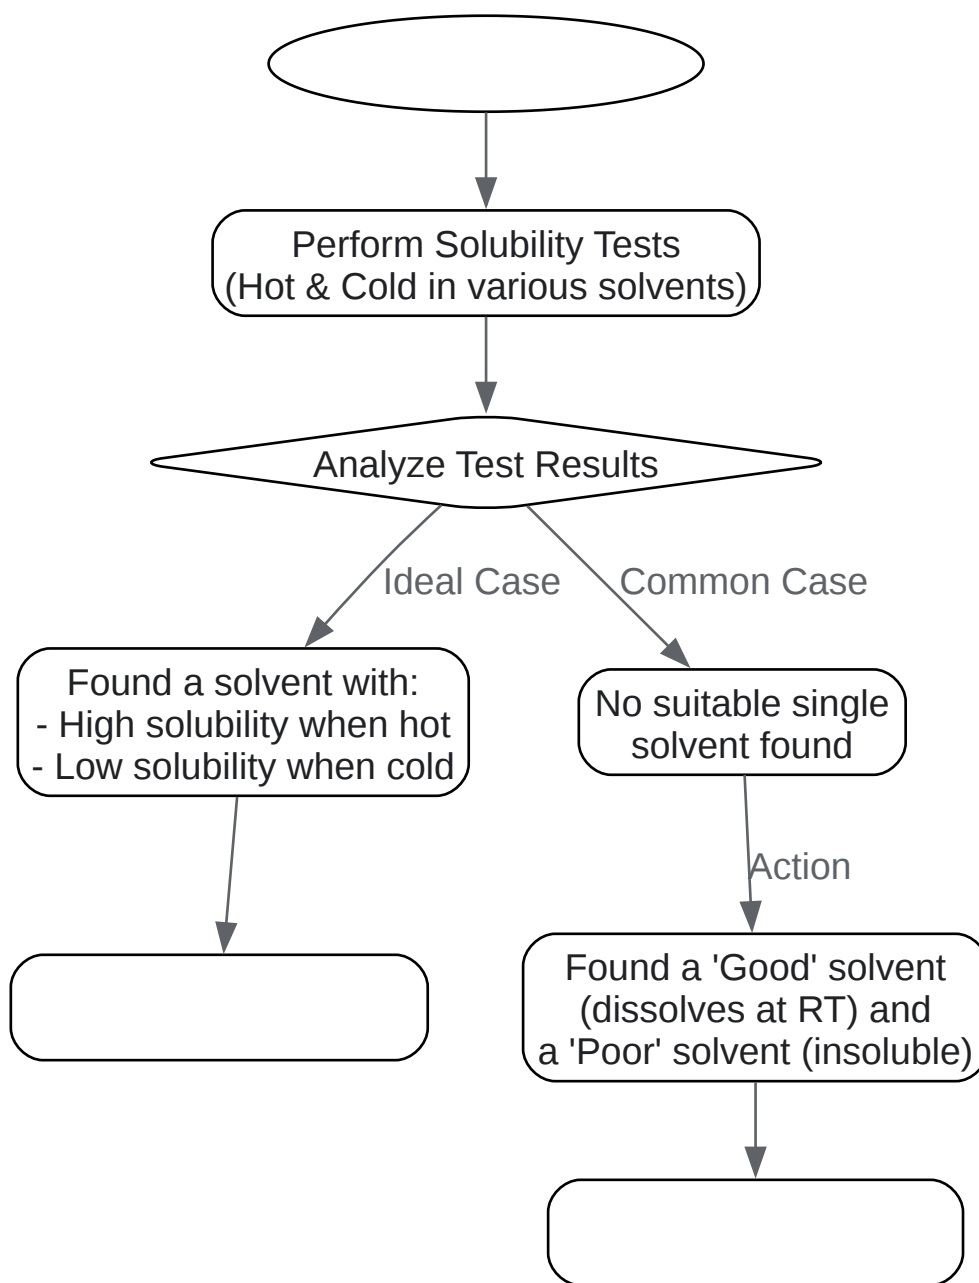 Perform Solubility Tests
(Hot & Cold in various solvents)
Analyze Test Results
Ideal Case
Common Case
Found a solvent with:
- High solubility when hot
- Low solubility when cold
No suitable single
solvent found
Action
Found a 'Good' solvent
(dissolves at RT) and
a 'Poor' solvent (insoluble)